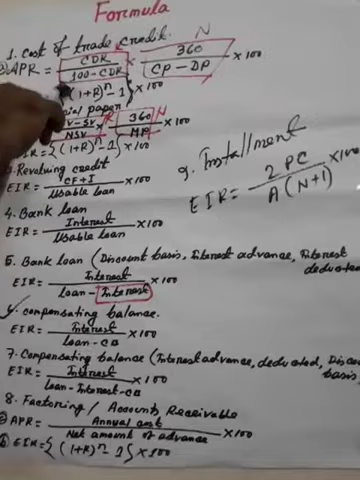 Formula
1. Cost of trade credit.
N
APR = CDR / 100-CDR × 360 / CP-DP ×100
(1+R)ⁿ-1} ×100
paper
V-SV / NSV × 360 / MP ×100
N
EIR={(1+R)ⁿ-1} ×100
3. Revolving credit
EIR = CF+I / Usable loan ×100
9. Installment
EIR = 2PC / A(N+1) ×100
4. Bank loan
EIR = Interest / Usable loan ×100
5. Bank loan (Discount basis, Interest advance, Interest
deducted
EIR = Interest / Loan-Interest ×100
6. Compensating balance.
EIR = Interest / Loan-CB ×100
7. Compensating balance (Interest advance, deducted, Disco
basis,
EIR = Interest / Loan-Interest-CB ×100
8. Factoring / Accounts Receivable
APR = Annual cost / Net amount of advance ×100
EIR={(1+R)ⁿ-1} ×100